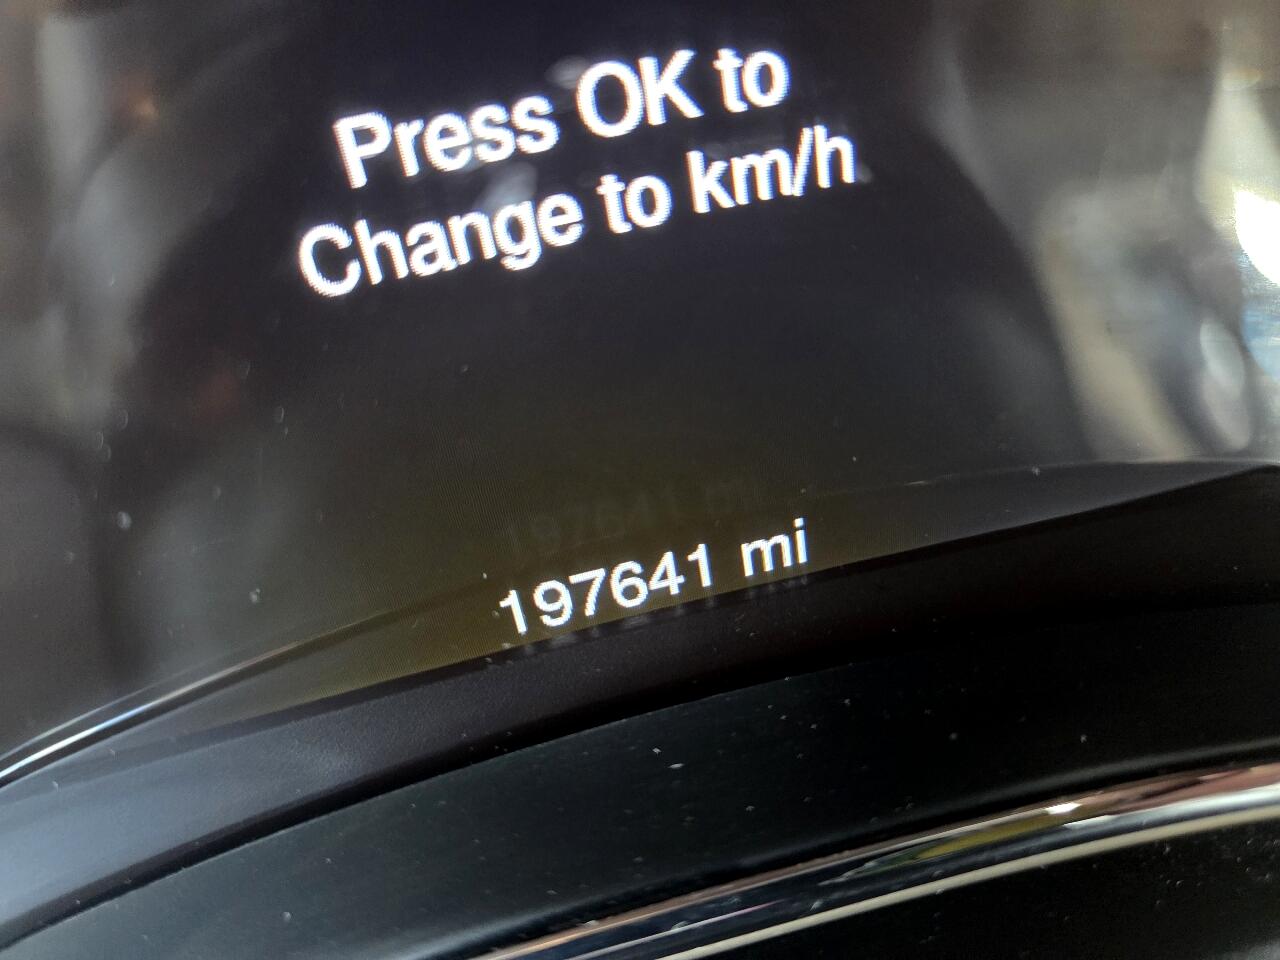 Press OK to
Change to km/h
197641 mi